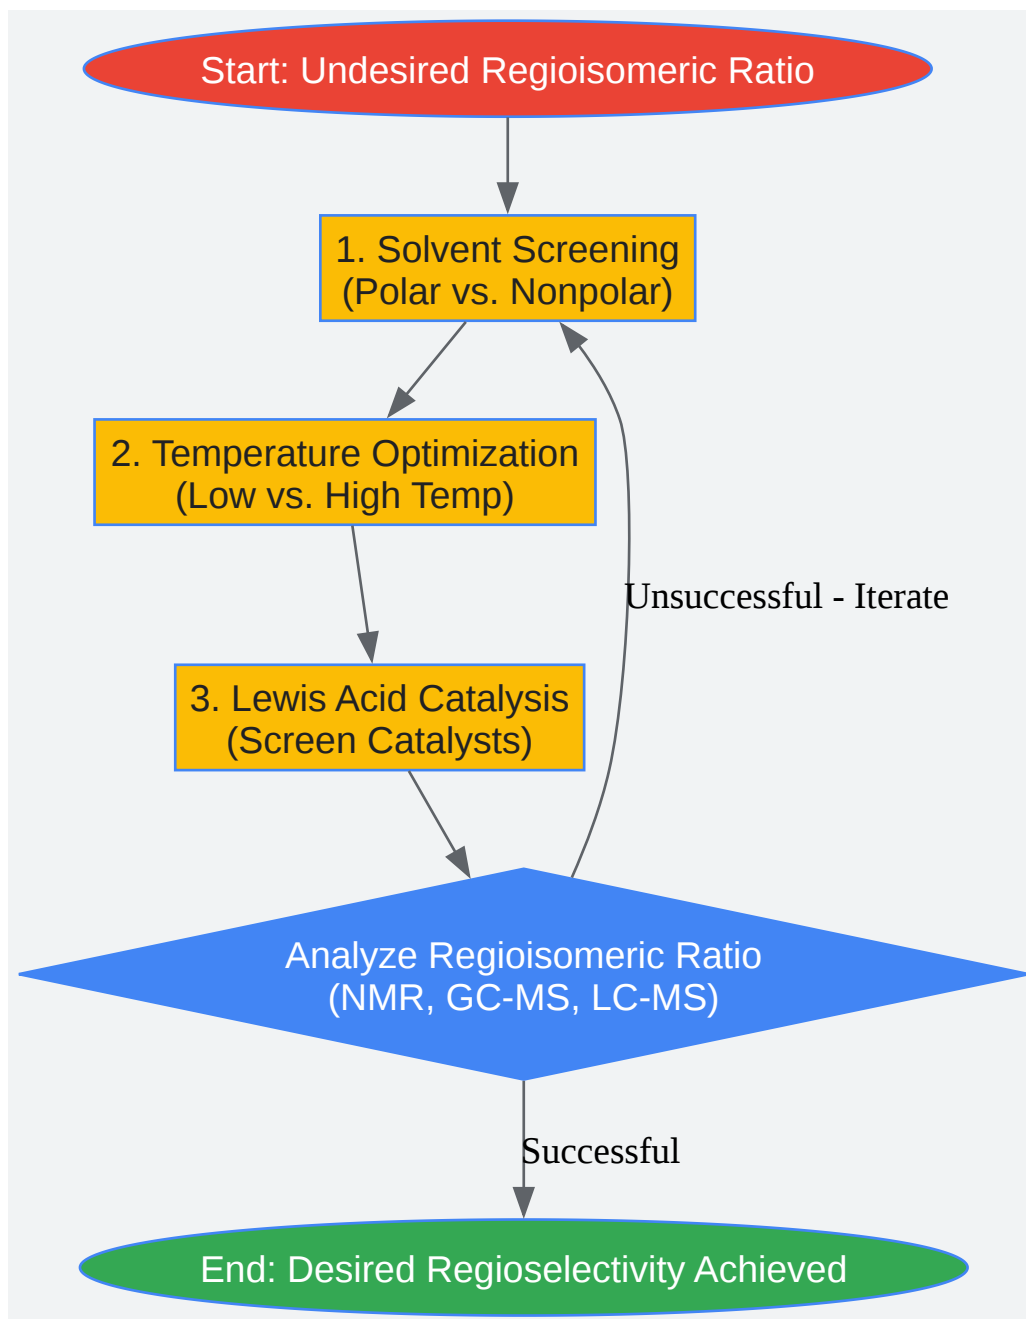 Start: Undesired Regioisomeric Ratio
1. Solvent Screening
(Polar vs. Nonpolar)
2. Temperature Optimization
(Low vs. High Temp)
Unsuccessful - Iterate
3. Lewis Acid Catalysis
(Screen Catalysts)
Analyze Regioisomeric Ratio
(NMR, GC-MS, LC-MS)
Successful
End: Desired Regioselectivity Achieved